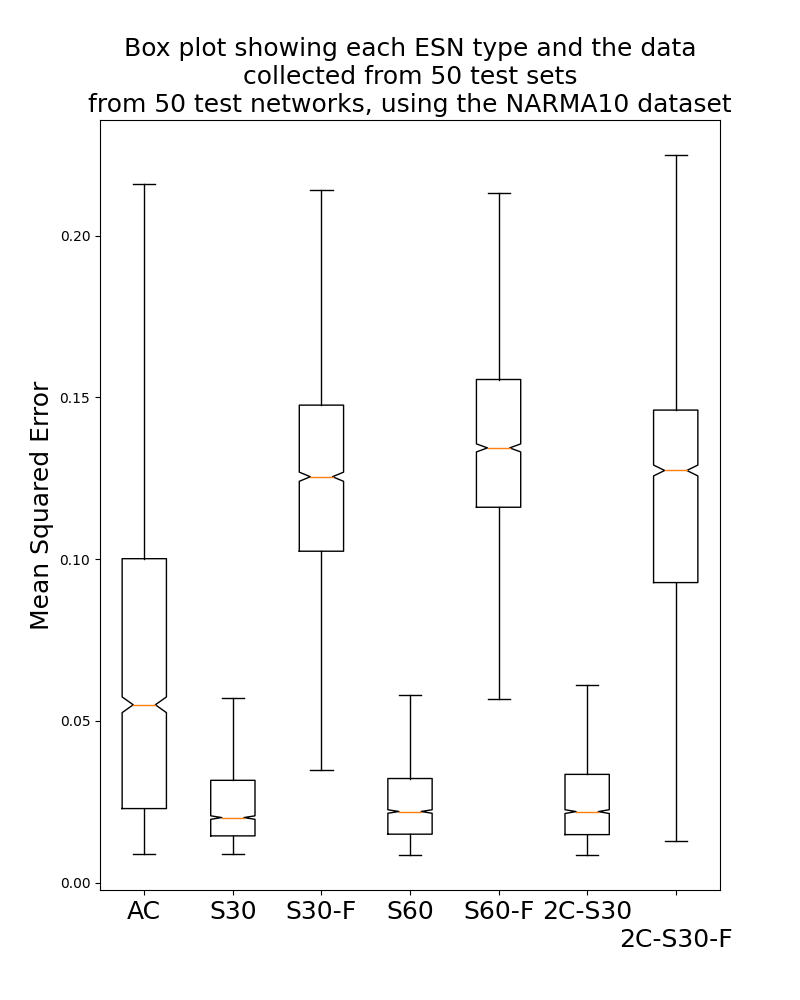 Box plot showing each ESN type and the data
collected from 50 test sets
from 50 test networks, using the NARMA10 dataset
Mean Squared Error
0.20
0.15
0.10
0.05
0.00
AC S30 S30-F S60 S60-F 2C-S30
2C-S30-F